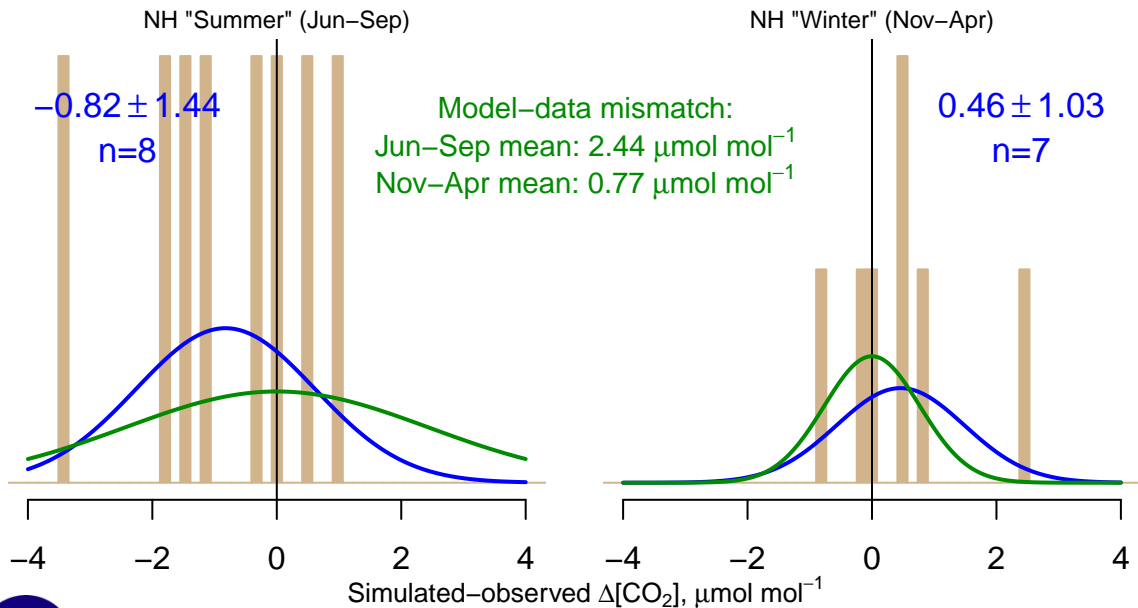 NH "Summer" (Jun−Sep)
NH "Winter" (Nov−Apr)
−0.82 ± 1.44
n=8
Model−data mismatch:
Jun−Sep mean: 2.44 μmol mol⁻¹
Nov−Apr mean: 0.77 μmol mol⁻¹
0.46 ± 1.03
n=7
−4 −2 0 2 4
−4 −2 0 2 4
Simulated−observed Δ[CO₂], μmol mol⁻¹